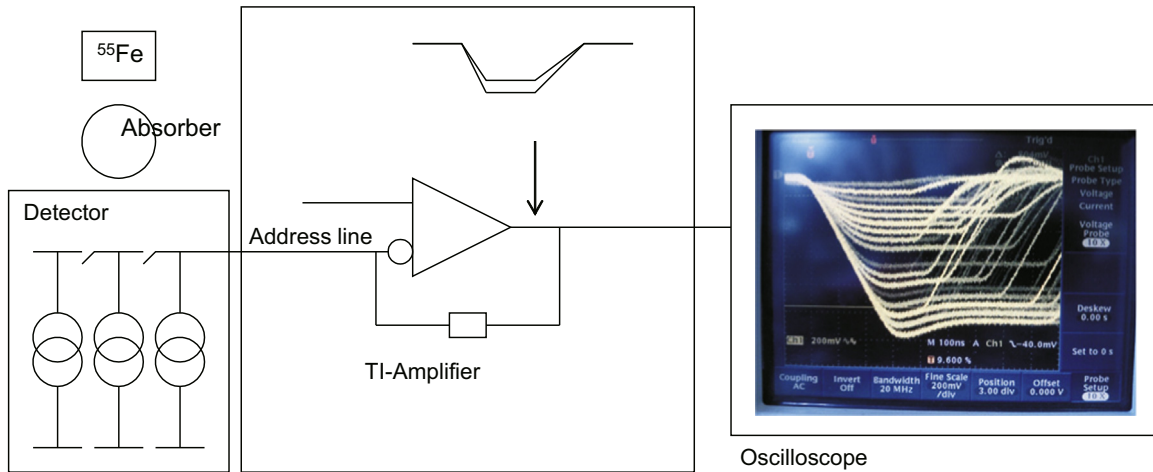 ⁵⁵Fe
Absorber
Detector
Address line
TI-Amplifier
Oscilloscope
Trig'd
Ch1
Probe Setup
Probe Type
Voltage
Current
Voltage
Probe
10 X
Deskew
0.00 s
Set to 0 s
Ch1 200mV
M 100ns A Ch1 -40.0mV
9.600 %
Coupling
AC
Invert
Off
Bandwidth
20 MHz
Fine Scale
200mV
/div
Position
3.00 div
Offset
0.000 V
Probe
Setup
10 X